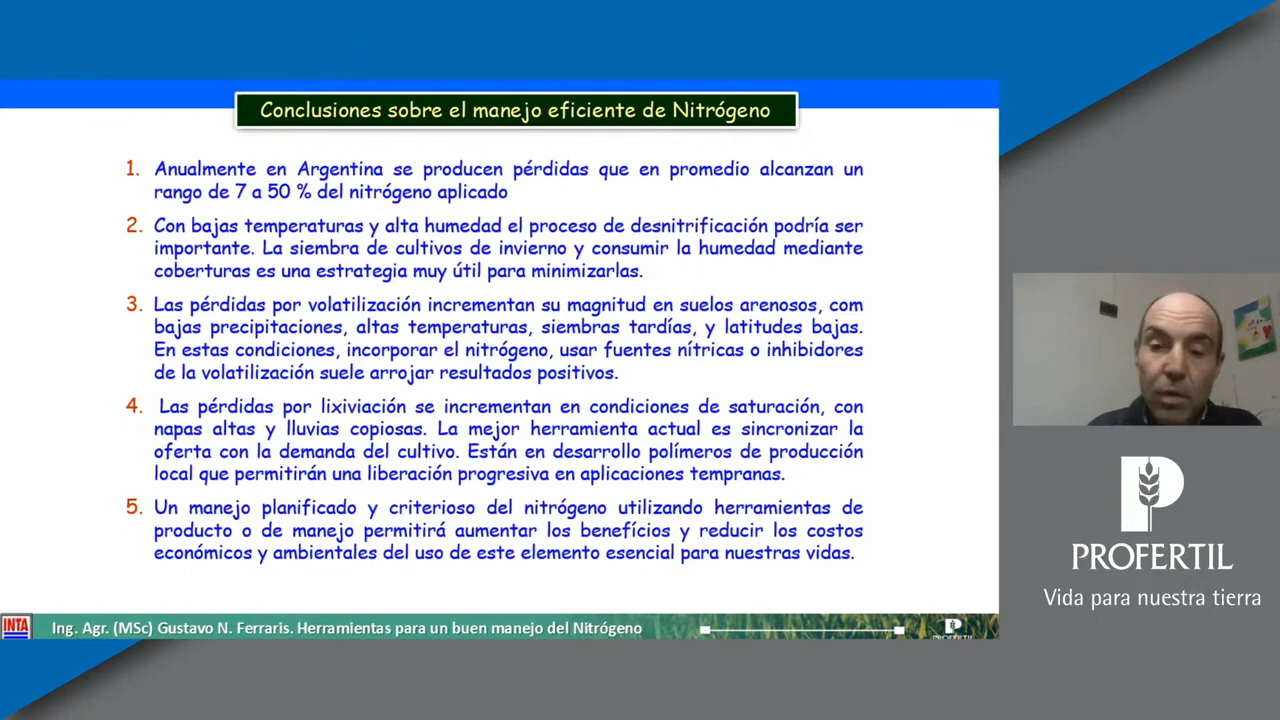 Conclusiones sobre el manejo eficiente de Nitrógeno
1. Anualmente en Argentina se producen pérdidas que en promedio alcanzan un
rango de 7 a 50 % del nitrógeno aplicado
2. Con bajas temperaturas y alta humedad el proceso de desnitrificación podría ser
importante. La siembra de cultivos de invierno y consumir la humedad mediante
coberturas es una estrategia muy útil para minimizarlas.
3. Las pérdidas por volatilización incrementan su magnitud en suelos arenosos, com
bajas precipitaciones, altas temperaturas, siembras tardías, y latitudes bajas.
En estas condiciones, incorporar el nitrógeno, usar fuentes nítricas o inhibidores
de la volatilización suele arrojar resultados positivos.
4. Las pérdidas por lixiviación se incrementan en condiciones de saturación, con
napas altas y lluvias copiosas. La mejor herramienta actual es sincronizar la
oferta con la demanda del cultivo. Están en desarrollo polímeros de producción
local que permitirán una liberación progresiva en aplicaciones tempranas.
5. Un manejo planificado y criterioso del nitrógeno utilizando herramientas de
producto o de manejo permitirá aumentar los benefícios y reducir los costos
económicos y ambientales del uso de este elemento esencial para nuestras vidas.
INTA
Ing. Agr. (MSc) Gustavo N. Ferraris. Herramientas para un buen manejo del Nitrógeno
PROFERTIL
PROFERTIL
Vida para nuestra tierra